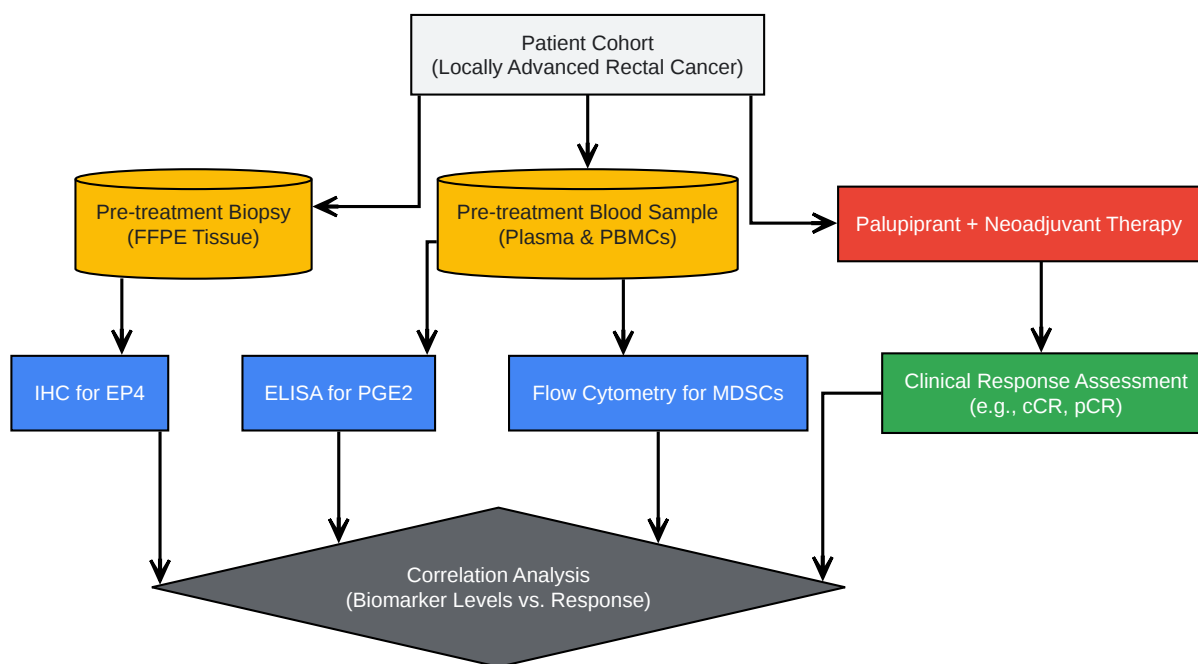 Patient Cohort
(Locally Advanced Rectal Cancer)
Pre-treatment Biopsy
(FFPE Tissue)
Pre-treatment Blood Sample
(Plasma & PBMCs)
Palupiprant + Neoadjuvant Therapy
IHC for EP4
ELISA for PGE2
Flow Cytometry for MDSCs
Clinical Response Assessment
(e.g., cCR, pCR)
Correlation Analysis
(Biomarker Levels vs. Response)